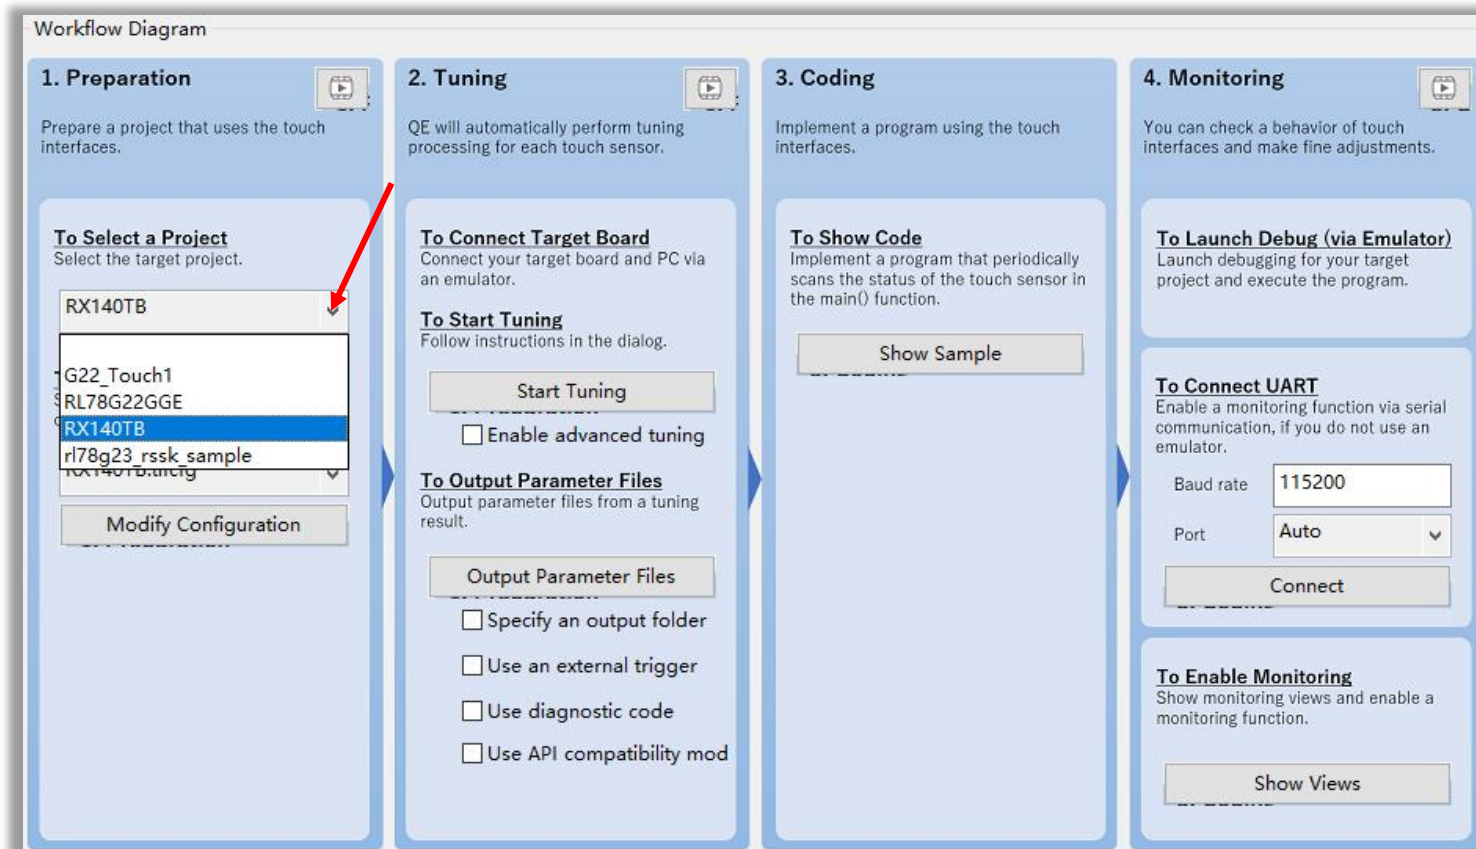 Workflow Diagram
1. Preparation
Prepare a project that uses the touch
interfaces.
To Select a Project
Select the target project.
RX140TB
G22_Touch1
RL78G22GGE
RX140TB
rl78g23_rssk_sample
Modify Configuration
2. Tuning
QE will automatically perform tuning
processing for each touch sensor.
To Connect Target Board
Connect your target board and PC via
an emulator.
To Start Tuning
Follow instructions in the dialog.
Start Tuning
Enable advanced tuning
To Output Parameter Files
Output parameter files from a tuning
result.
Output Parameter Files
Specify an output folder
Use an external trigger
Use diagnostic code
Use API compatibility mod
3. Coding
Implement a program using the touch
interfaces.
To Show Code
Implement a program that periodically
scans the status of the touch sensor in
the main() function.
Show Sample
4. Monitoring
You can check a behavior of touch
interfaces and make fine adjustments.
To Launch Debug (via Emulator)
Launch debugging for your target
project and execute the program.
To Connect UART
Enable a monitoring function via serial
communication, if you do not use an
emulator.
Baud rate 115200
Port Auto
Connect
To Enable Monitoring
Show monitoring views and enable a
monitoring function.
Show Views